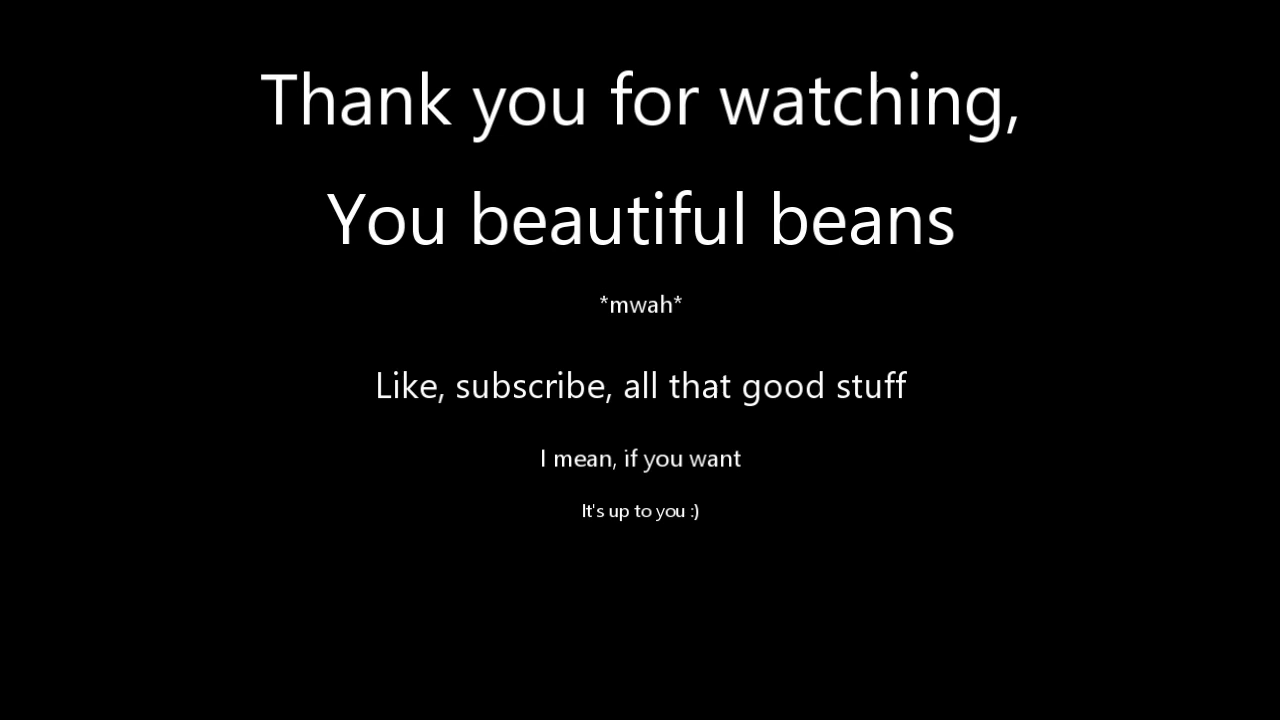 Thank you for watching,
You beautiful beans
*mwah*
Like, subscribe, all that good stuff
I mean, if you want
It's up to you :)